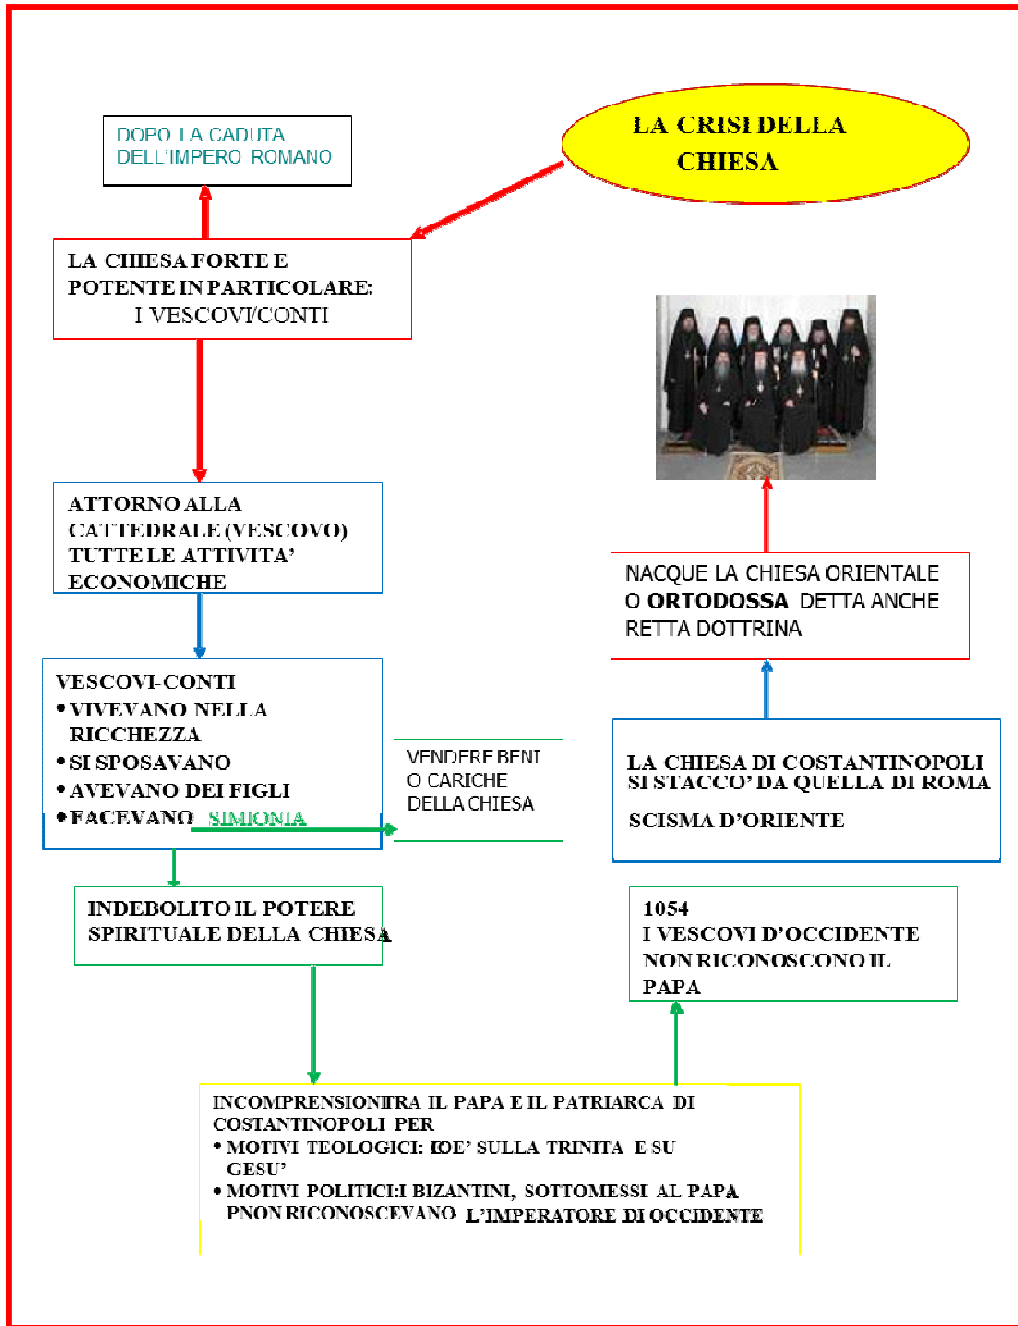 LA CRISI DELLA
CHIESA
DOPO LA CADUTA
DELL'IMPERO ROMANO
LA CHIESA FORTE E
POTENTE IN PARTICOLARE:
I VESCOVI/CONTI
ATTORNO ALLA
CATTEDRALE (VESCOVO)
TUTTE LE ATTIVITA'
ECONOMICHE
VESCOVI-CONTI
• VIVEVANO NELLA
RICCHEZZA
• SI SPOSAVANO
• AVEVANO DEI FIGLI
• FACEVANO SIMIONIA
VENDERE BENI
O CARICHE
DELLA CHIESA
INDEBOLITO IL POTERE
SPIRITUALE DELLA CHIESA
INCOMPRENSIONI TRA IL PAPA E IL PATRIARCA DI
COSTANTINOPOLI PER
• MOTIVI TEOLOGICI: CIOE' SULLA TRINITA E SU
GESU'
• MOTIVI POLITICI:I BIZANTINI, SOTTOMESSI AL PAPA
PNON RICONOSCEVANO L'IMPERATORE DI OCCIDENTE
1054
I VESCOVI D'OCCIDENTE
NON RICONOSCONO IL
PAPA
LA CHIESA DI COSTANTINOPOLI
SI STACCO' DA QUELLA DI ROMA
SCISMA D'ORIENTE
NACQUE LA CHIESA ORIENTALE
O ORTODOSSA DETTA ANCHE
RETTA DOTTRINA